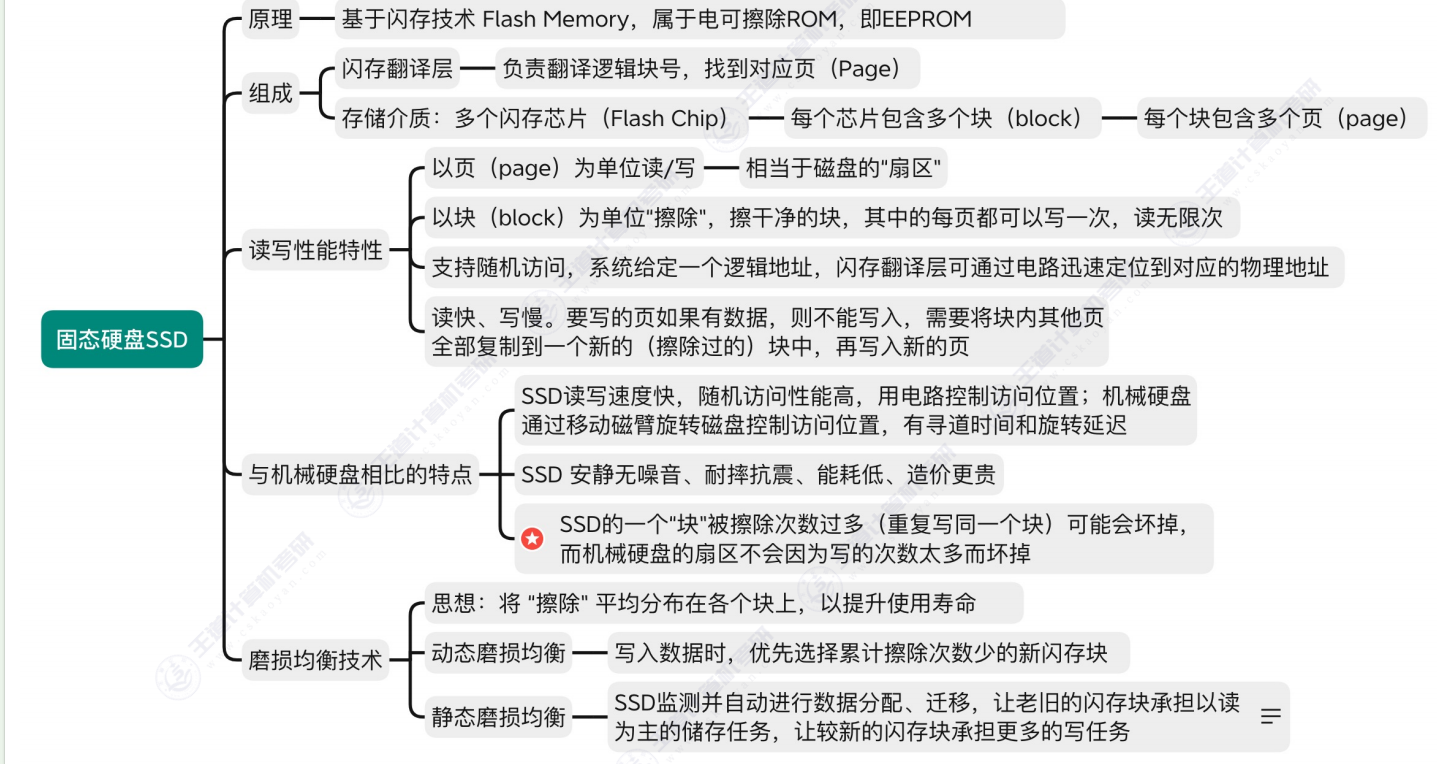 原理
基于闪存技术 Flash Memory，属于电可擦除ROM，即EEPROM
组成
闪存翻译层
负责翻译逻辑块号，找到对应页（Page）
存储介质：多个闪存芯片（Flash Chip）
每个芯片包含多个块（block）
每个块包含多个页（page）
读写性能特性
以页（page）为单位读/写
相当于磁盘的"扇区"
以块（block）为单位"擦除"，擦干净的块，其中的每页都可以写一次，读无限次
支持随机访问，系统给定一个逻辑地址，闪存翻译层可通过电路迅速定位到对应的物理地址
读快、写慢。要写的页如果有数据，则不能写入，需要将块内其他页
全部复制到一个新的（擦除过的）块中，再写入新的页
固态硬盘SSD
与机械硬盘相比的特点
SSD读写速度快，随机访问性能高，用电路控制访问位置；机械硬盘
通过移动磁臂旋转磁盘控制访问位置，有寻道时间和旋转延迟
SSD 安静无噪音、耐摔抗震、能耗低、造价更贵
SSD的一个"块"被擦除次数过多（重复写同一个块）可能会坏掉，
而机械硬盘的扇区不会因为写的次数太多而坏掉
磨损均衡技术
思想：将 "擦除" 平均分布在各个块上，以提升使用寿命
动态磨损均衡
写入数据时，优先选择累计擦除次数少的新闪存块
静态磨损均衡
SSD监测并自动进行数据分配、迁移，让老旧的闪存块承担以读
为主的储存任务，让较新的闪存块承担更多的写任务
王道计算机考研
www.cskaoyan.com